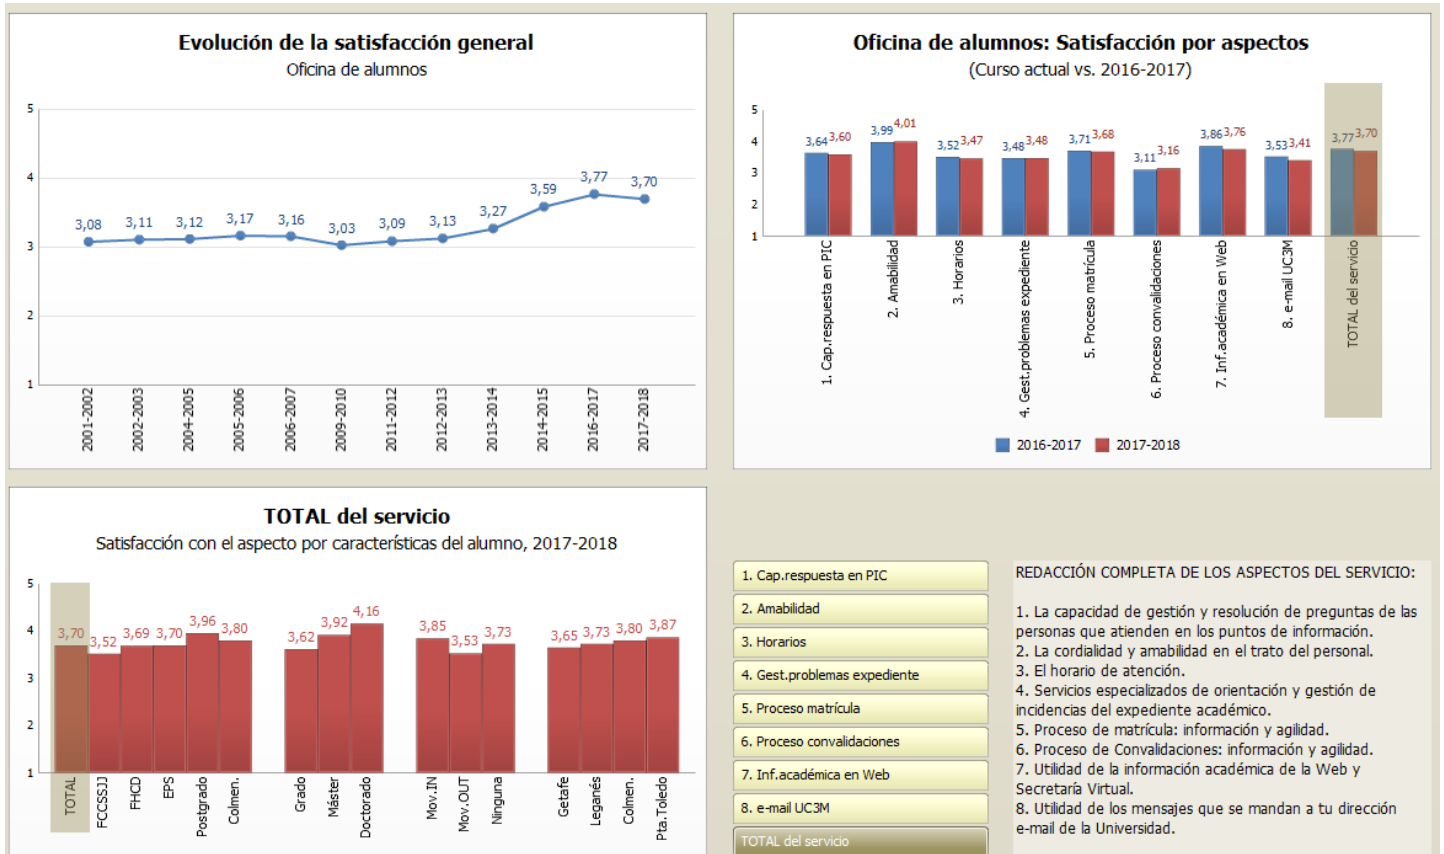 Evolución de la satisfacción general
Oficina de alumnos
5
4
3
2
1
3,08
3,11
3,12
3,17
3,16
3,03
3,09
3,13
3,27
3,59
3,77
3,70
2001-2002
2002-2003
2004-2005
2005-2006
2006-2007
2009-2010
2011-2012
2012-2013
2013-2014
2014-2015
2016-2017
2017-2018
Oficina de alumnos: Satisfacción por aspectos
(Curso actual vs. 2016-2017)
5
4
3
2
1
3,64 3,60
3,99 4,01
3,52 3,47
3,48 3,48
3,71 3,68
3,11 3,16
3,86 3,76
3,53 3,41
3,77 3,70
1. Cap.respuesta en PIC
2. Amabilidad
3. Horarios
4. Gest.problemas expediente
5. Proceso matrícula
6. Proceso convalidaciones
7. Inf.académica en Web
8. e-mail UC3M
TOTAL del servicio
2016-2017
2017-2018
TOTAL del servicio
Satisfacción con el aspecto por características del alumno, 2017-2018
5
4
3
2
1
3,70
3,52
3,69
3,70
3,96
3,80
3,62
3,92
4,16
3,85
3,53
3,73
3,65
3,73
3,80
3,87
TOTAL
FCCSSJJ
FHCD
EPS
Postgrado
Colmen.
Grado
Máster
Doctorado
Mov.IN
Mov.OUT
Ninguna
Getafe
Leganés
Colmen.
Pta.Toledo
1. Cap.respuesta en PIC
2. Amabilidad
3. Horarios
4. Gest.problemas expediente
5. Proceso matrícula
6. Proceso convalidaciones
7. Inf.académica en Web
8. e-mail UC3M
TOTAL del servicio
REDACCIÓN COMPLETA DE LOS ASPECTOS DEL SERVICIO:
1. La capacidad de gestión y resolución de preguntas de las
personas que atienden en los puntos de información.
2. La cordialidad y amabilidad en el trato del personal.
3. El horario de atención.
4. Servicios especializados de orientación y gestión de
incidencias del expediente académico.
5. Proceso de matrícula: información y agilidad.
6. Proceso de Convalidaciones: información y agilidad.
7. Utilidad de la información académica de la Web y
Secretaría Virtual.
8. Utilidad de los mensajes que se mandan a tu dirección
e-mail de la Universidad.